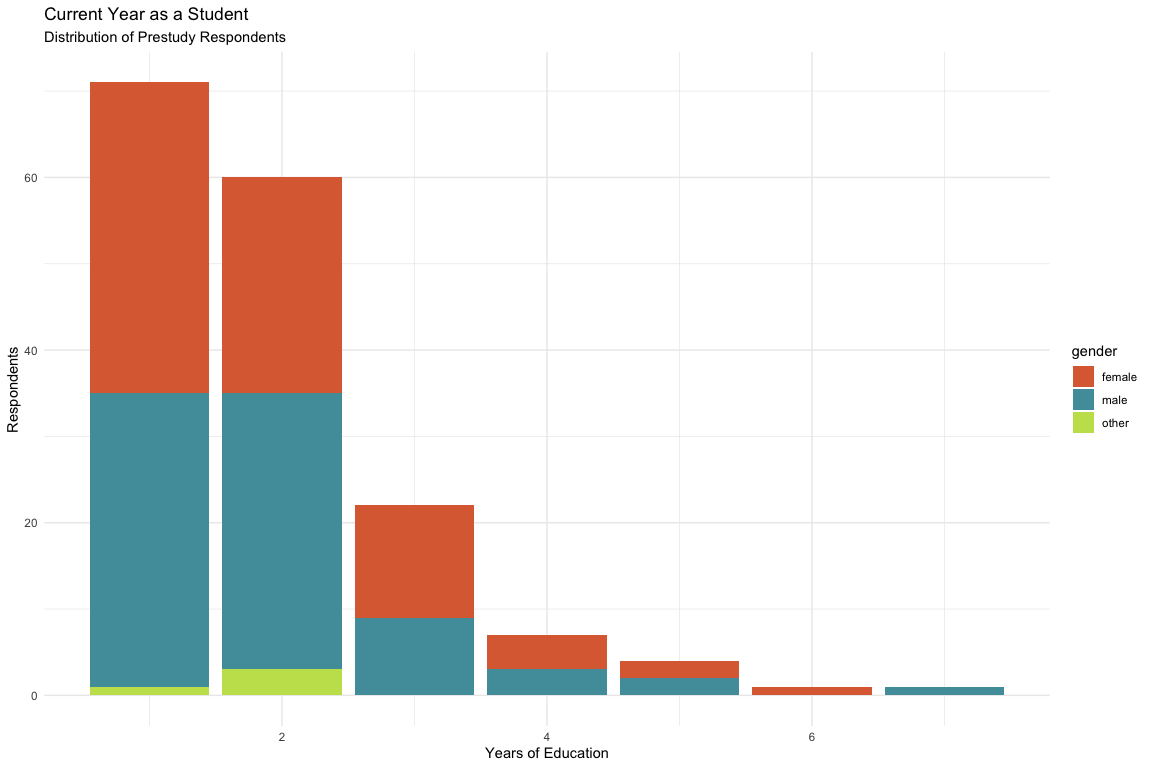 Current Year as a Student
Distribution of Prestudy Respondents
Respondents
60
40
20
0
2
4
6
Years of Education
gender
female
male
other